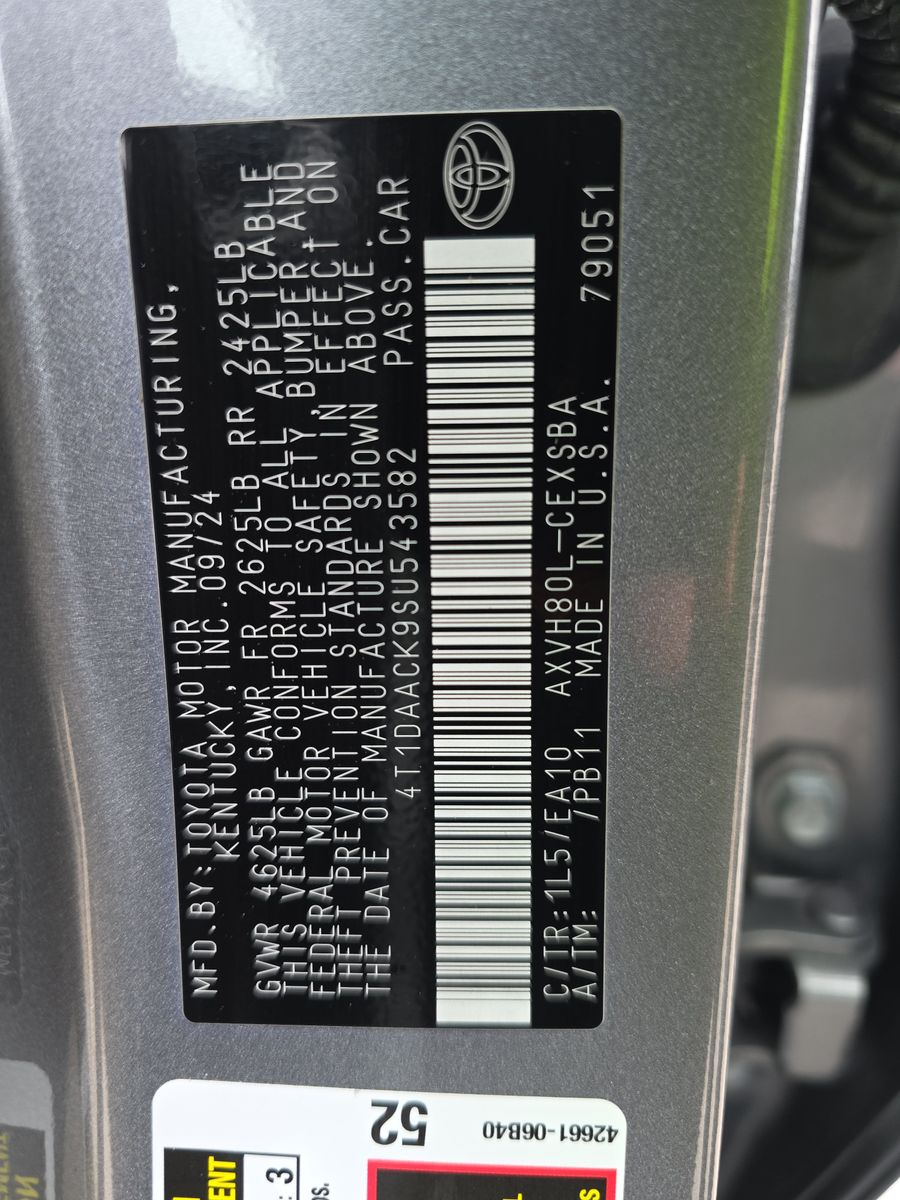 MFD.BY:TOYOTA MOTOR MANUFACTURING,
KENTUCKY, INC. 09/24
GVWR 4625LB GAWR FR 2625LB RR 2425LB
THIS VEHICLE CONFORMS TO ALL APPLICABLE
FEDERAL MOTOR VEHICLE SAFETY, BUMPER AND
THEFT PREVENTION STANDARDS IN EFFECT ON
THE DATE OF MANUFACTURE SHOWN ABOVE.
4T1DAACK9SU543582 PASS.CAR
C/TR:1L5/EA10 AXVH80L-CEXSBA
A/TM: /PB11 MADE IN U.S.A. 79051
52
42661-06B40
3